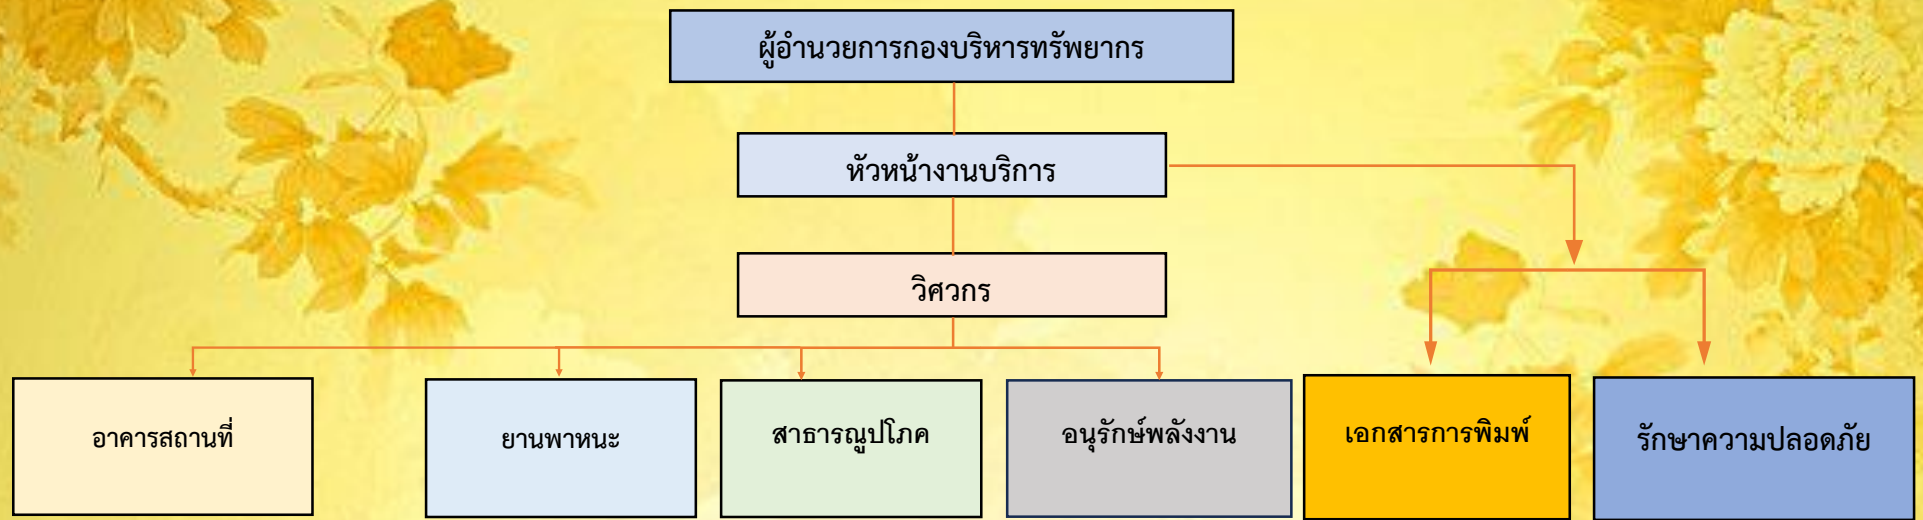 ผู้อำนวยการกองบริหารทรัพยากร
หัวหน้างานบริการ
วิศวกร
อาคารสถานที่
ยานพาหนะ
สาธารณูปโภค
อนุรักษ์พลังงาน
เอกสารการพิมพ์
รักษาความปลอดภัย